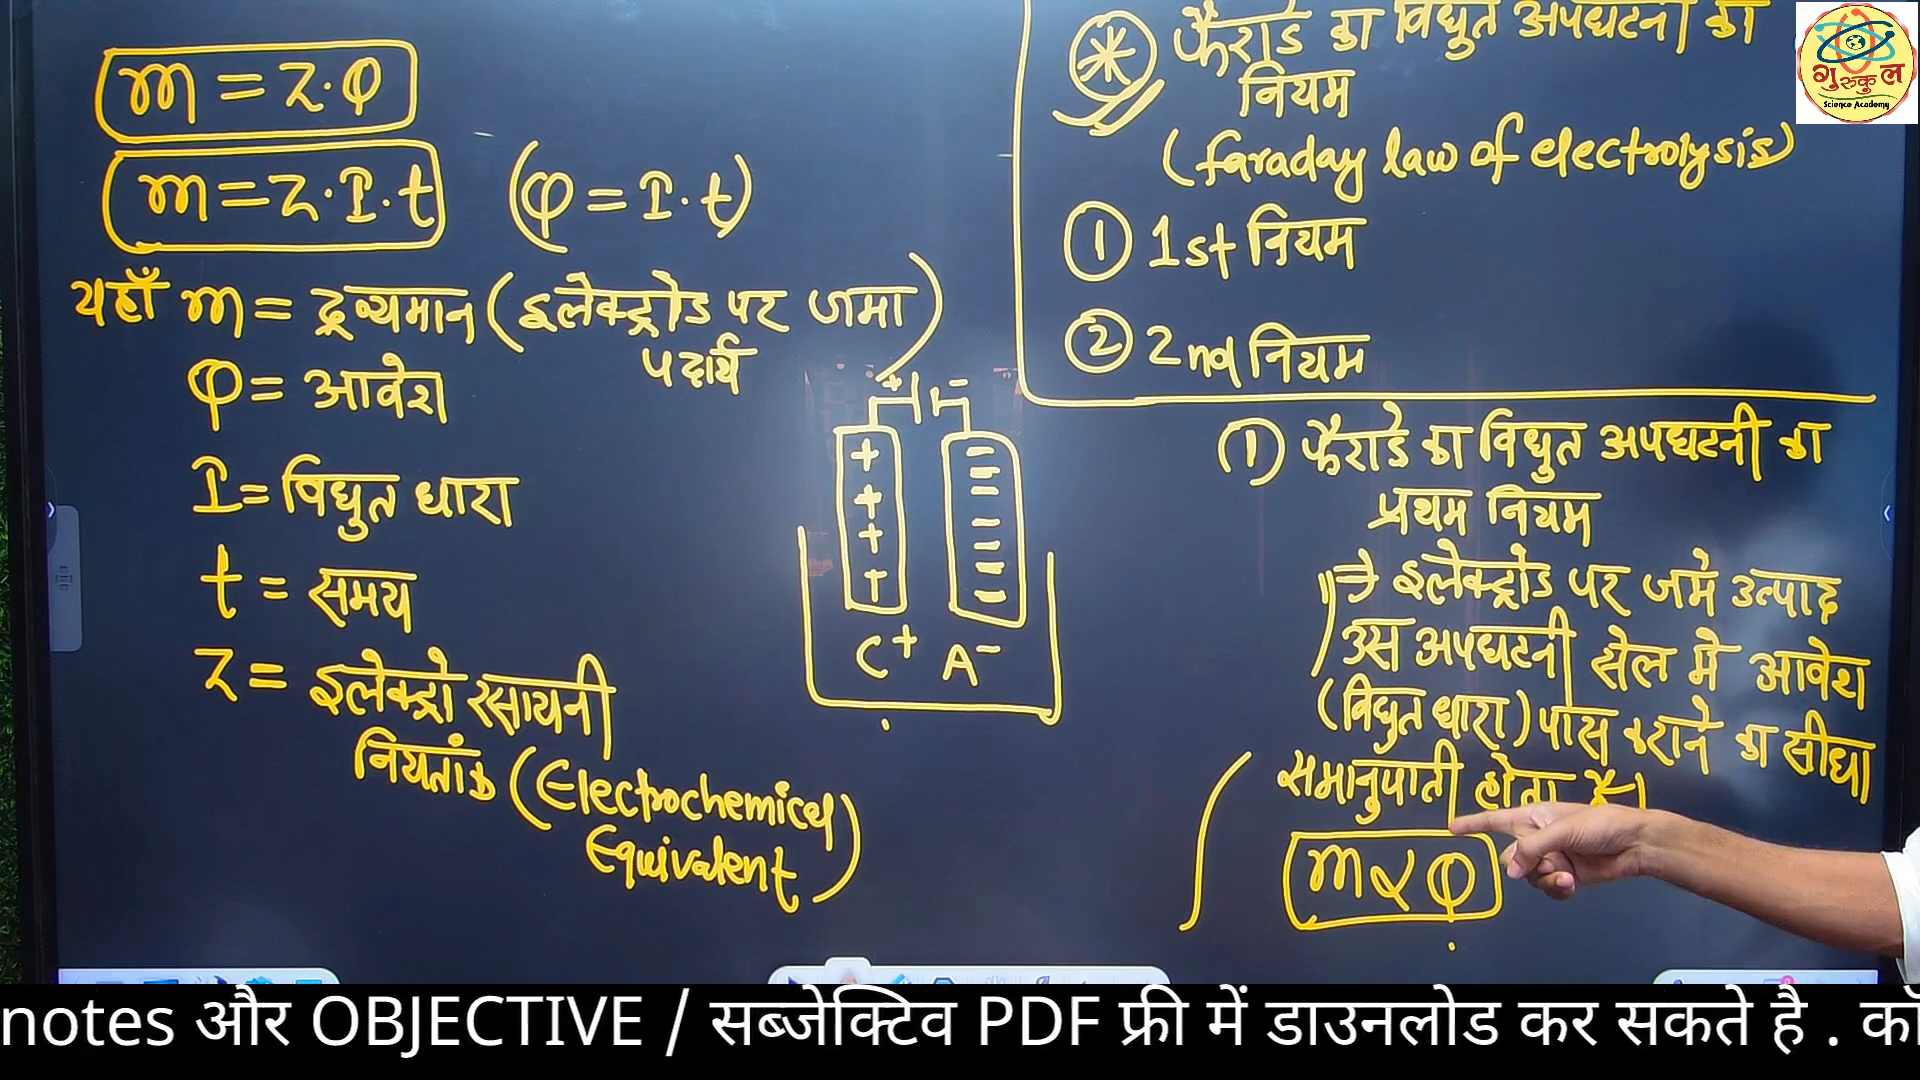 m = Z.φ
m = Z.I.t (φ = I.t)
यहाँ m = द्रव्यमान (इलेक्ट्रोड पर जमा
पदार्थ)
φ = आवेश
I = विद्युत धारा
t = समय
Z = इलेक्ट्रो रसायनी
नियतांक (Electrochemical
Equivalent)
+ -
+ −
+ −
+ −
+ −
−
−
C⁺ A⁻
* फैराडे का विद्युत अपघटनी का
नियम
(faraday law of electrolysis)
① 1st नियम
② 2nd नियम
① फैराडे का विद्युत अपघटनी का
प्रथम नियम
→ इलेक्ट्रोड पर जमे उत्पाद
उस अपघटनी सेल मे आवेश
(विद्युत धारा) पास कराने का सीधा
समानुपाती होता है।
m ∝ φ
गुरुकुल
Science Academy
notes और OBJECTIVE / सब्जेक्टिव PDF फ्री में डाउनलोड कर सकते है . कॉ